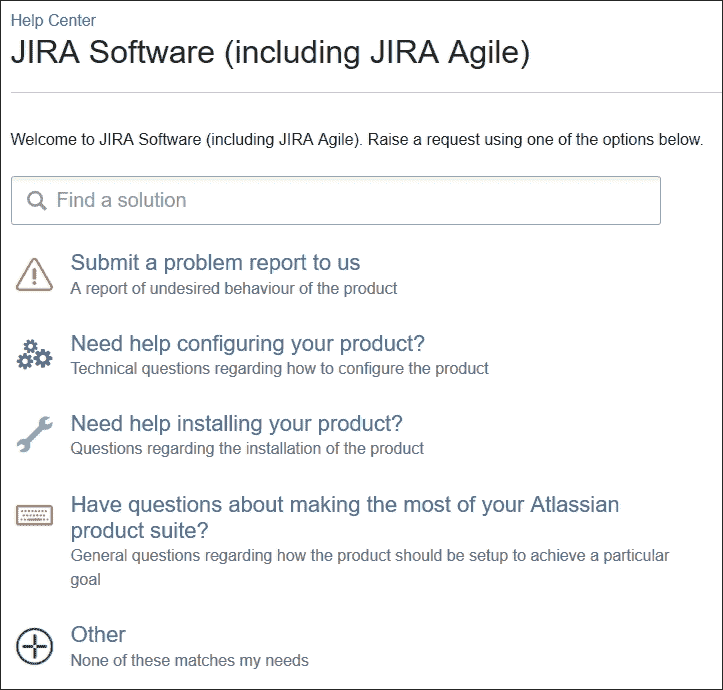 Help Center
JIRA Software (including JIRA Agile)
Welcome to JIRA Software (including JIRA Agile). Raise a request using one of the options below.
Find a solution
Submit a problem report to us
A report of undesired behaviour of the product
Need help configuring your product?
Technical questions regarding how to configure the product
Need help installing your product?
Questions regarding the installation of the product
Have questions about making the most of your Atlassian
product suite?
General questions regarding how the product should be setup to achieve a particular
goal
Other
None of these matches my needs